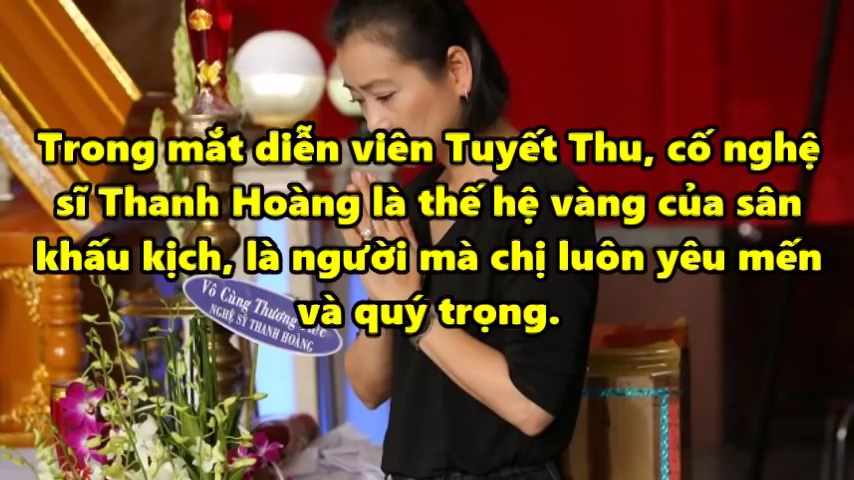 Trong mắt diễn viên Tuyết Thu, cố nghệ
sĩ Thanh Hoàng là thế hệ vàng của sân
khấu kịch, là người mà chị luôn yêu mến
và quý trọng.
Vô Cùng Thương
NGHỆ SỸ THANH HOÀNG